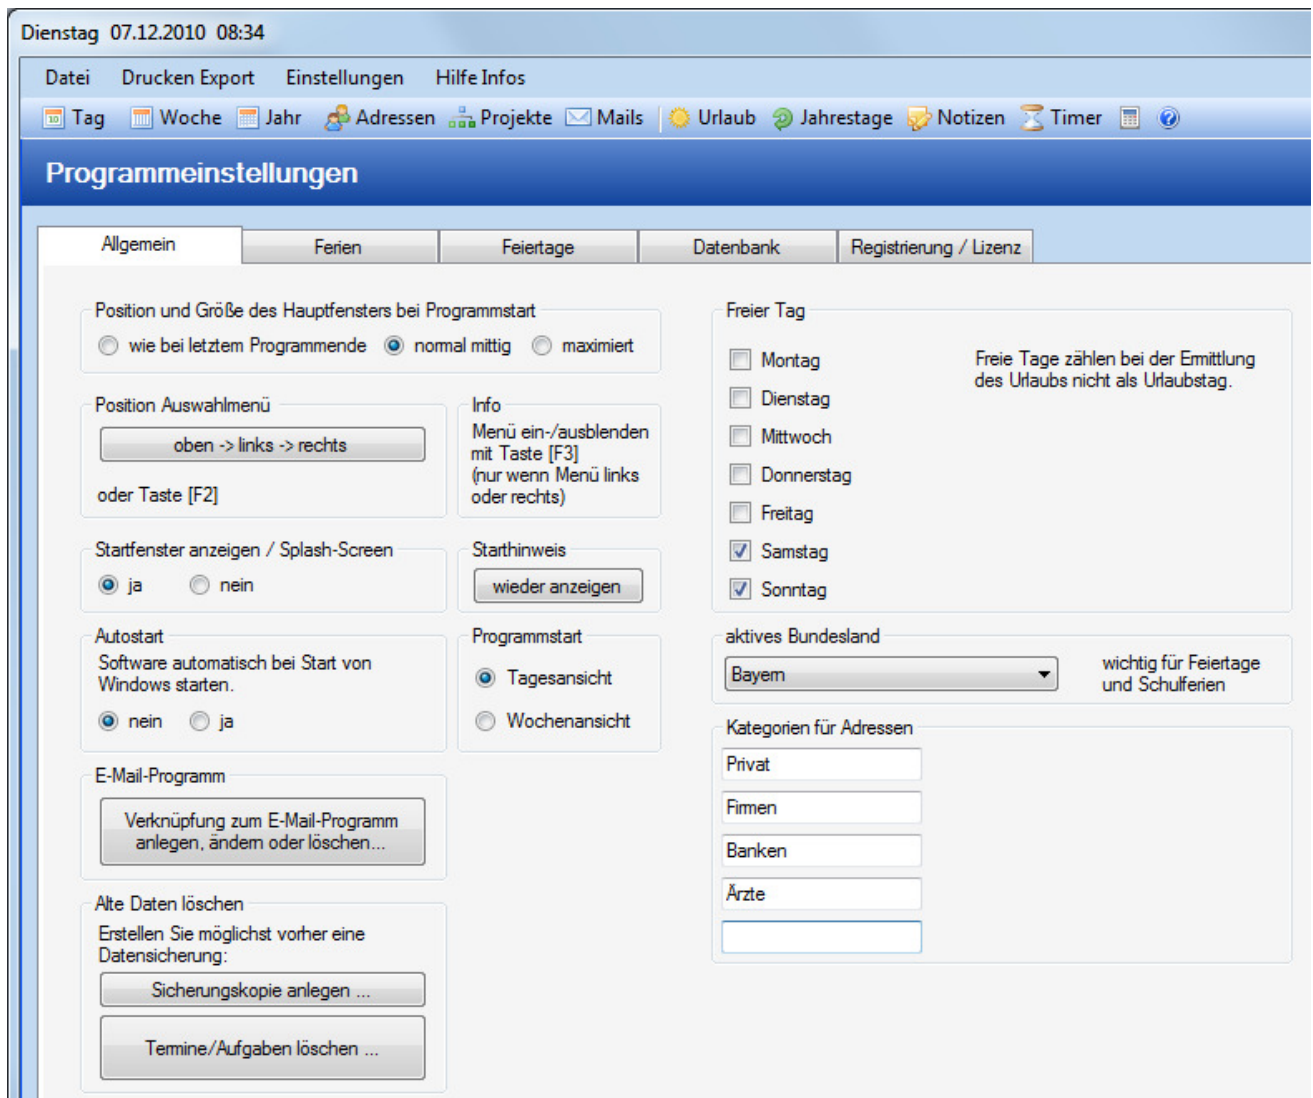 Dienstag 07.12.2010 08:34
Datei Drucken Export Einstellungen Hilfe Infos
Tag Woche Jahr Adressen Projekte Mails Urlaub Jahrestage Notizen Timer
Programmeinstellungen
Allgemein Ferien Feiertage Datenbank Registrierung / Lizenz
Position und Größe des Hauptfensters bei Programmstart
wie bei letztem Programmende normal mittig maximiert
Position Auswahlmenü
oben -> links -> rechts
oder Taste [F2]
Info
Menü ein-/ausblenden
mit Taste [F3]
(nur wenn Menü links
oder rechts)
Startfenster anzeigen / Splash-Screen
ja nein
Starthinweis
wieder anzeigen
Autostart
Software automatisch bei Start von
Windows starten.
nein ja
Programmstart
Tagesansicht
Wochenansicht
E-Mail-Programm
Verknüpfung zum E-Mail-Programm
anlegen, ändern oder löschen...
Alte Daten löschen
Erstellen Sie möglichst vorher eine
Datensicherung:
Sicherungskopie anlegen ...
Termine/Aufgaben löschen ...
Freier Tag
Montag
Dienstag
Mittwoch
Donnerstag
Freitag
Samstag
Sonntag
Freie Tage zählen bei der Ermittlung
des Urlaubs nicht als Urlaubstag.
aktives Bundesland
Bayern
wichtig für Feiertage
und Schulferien
Kategorien für Adressen
Privat
Firmen
Banken
Ärzte